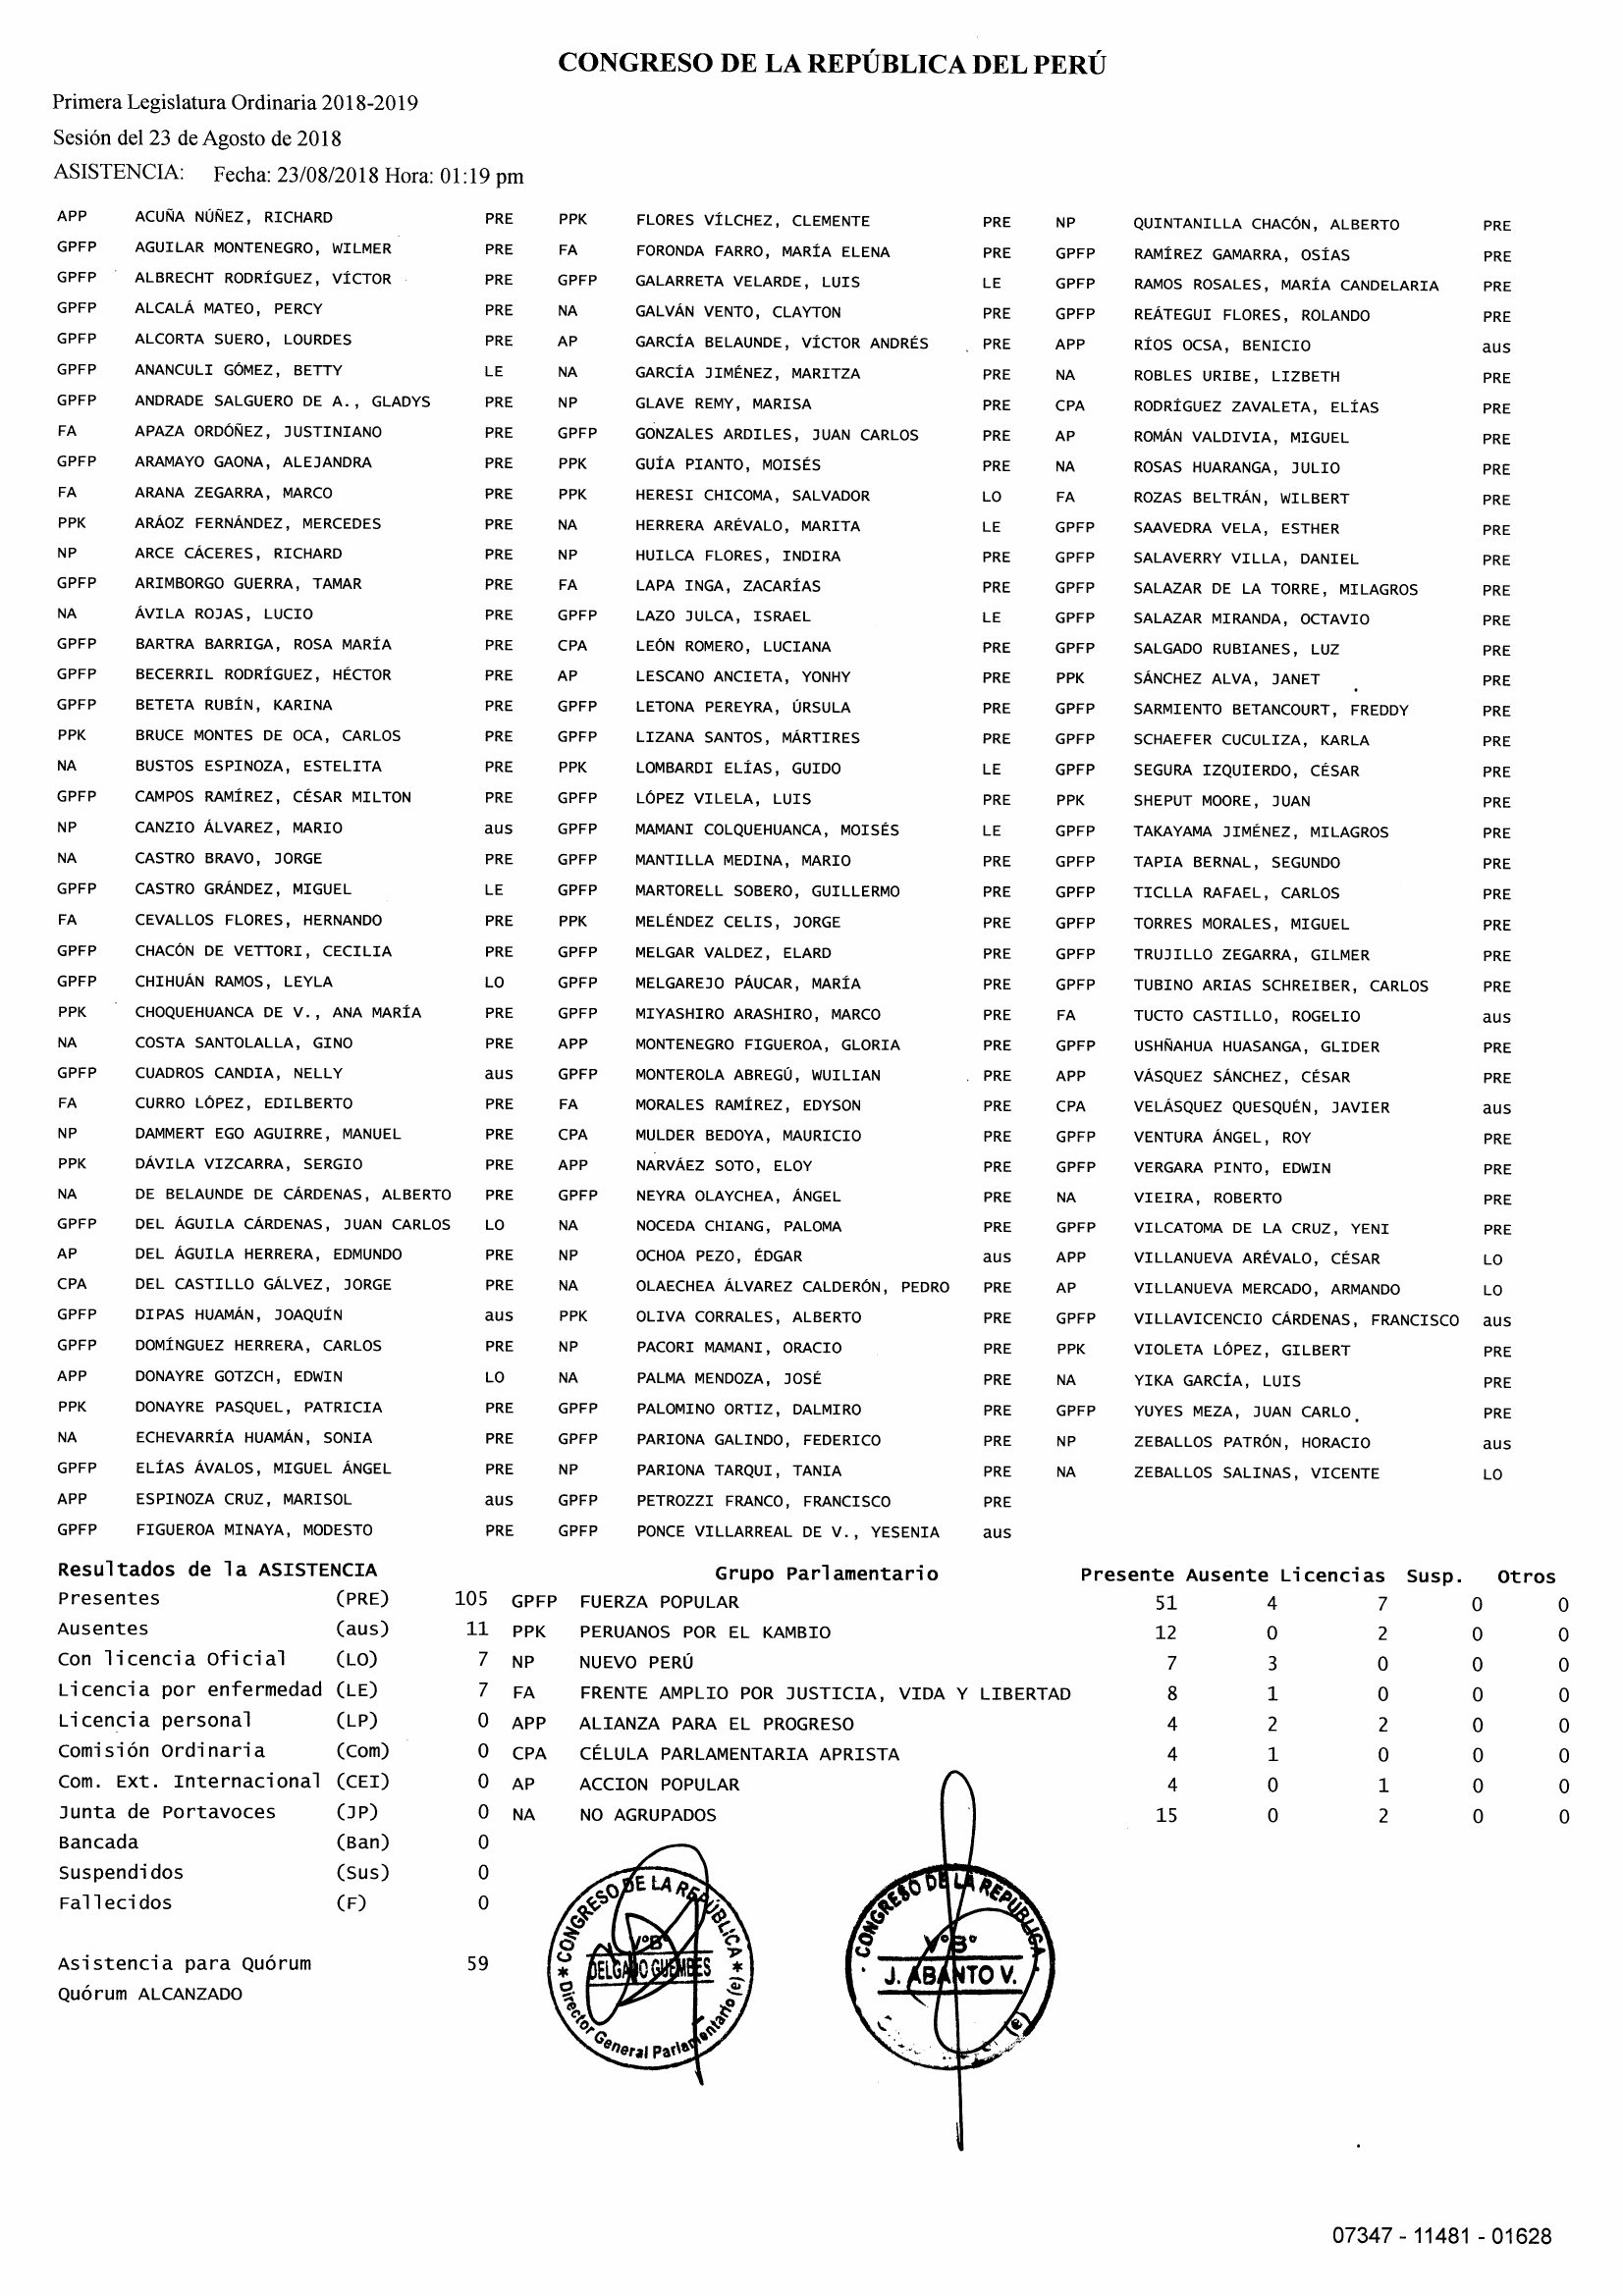 CONGRESO DE LA REPÚBLICA DEL PERÚ
Primera Legislatura Ordinaria 2018-2019
Sesión del 23 de Agosto de 2018
ASISTENCIA: Fecha: 23/08/2018 Hora: 01:19 pm
APP ACUÑA NÚÑEZ, RICHARD PRE PPK FLORES VÍLCHEZ, CLEMENTE PRE NP QUINTANILLA CHACÓN, ALBERTO PRE
GPFP AGUILAR MONTENEGRO, WILMER PRE FA FORONDA FARRO, MARÍA ELENA PRE GPFP RAMÍREZ GAMARRA, OSÍAS PRE
GPFP ALBRECHT RODRÍGUEZ, VÍCTOR PRE GPFP GALARRETA VELARDE, LUIS LE GPFP RAMOS ROSALES, MARÍA CANDELARIA PRE
GPFP ALCALÁ MATEO, PERCY PRE NA GALVÁN VENTO, CLAYTON PRE GPFP REÁTEGUI FLORES, ROLANDO PRE
GPFP ALCORTA SUERO, LOURDES PRE AP GARCÍA BELAUNDE, VÍCTOR ANDRÉS PRE APP RÍOS OCSA, BENICIO aus
GPFP ANANCULI GÓMEZ, BETTY LE NA GARCÍA JIMÉNEZ, MARITZA PRE NA ROBLES URIBE, LIZBETH PRE
GPFP ANDRADE SALGUERO DE A., GLADYS PRE NP GLAVE REMY, MARISA PRE CPA RODRÍGUEZ ZAVALETA, ELÍAS PRE
FA APAZA ORDÓÑEZ, JUSTINIANO PRE GPFP GONZALES ARDILES, JUAN CARLOS PRE AP ROMÁN VALDIVIA, MIGUEL PRE
GPFP ARAMAYO GAONA, ALEJANDRA PRE PPK GUÍA PIANTO, MOISÉS PRE NA ROSAS HUARANGA, JULIO PRE
FA ARANA ZEGARRA, MARCO PRE PPK HERESI CHICOMA, SALVADOR LO FA ROZAS BELTRÁN, WILBERT PRE
PPK ARÁOZ FERNÁNDEZ, MERCEDES PRE NA HERRERA ARÉVALO, MARITA LE GPFP SAAVEDRA VELA, ESTHER PRE
NP ARCE CÁCERES, RICHARD PRE NP HUILCA FLORES, INDIRA PRE GPFP SALAVERRY VILLA, DANIEL PRE
GPFP ARIMBORGO GUERRA, TAMAR PRE FA LAPA INGA, ZACARÍAS PRE GPFP SALAZAR DE LA TORRE, MILAGROS PRE
NA ÁVILA ROJAS, LUCIO PRE GPFP LAZO JULCA, ISRAEL LE GPFP SALAZAR MIRANDA, OCTAVIO PRE
GPFP BARTRA BARRIGA, ROSA MARÍA PRE CPA LEÓN ROMERO, LUCIANA PRE GPFP SALGADO RUBIANES, LUZ PRE
GPFP BECERRIL RODRÍGUEZ, HÉCTOR PRE AP LESCANO ANCIETA, YONHY PRE PPK SÁNCHEZ ALVA, JANET PRE
GPFP BETETA RUBÍN, KARINA PRE GPFP LETONA PEREYRA, ÚRSULA PRE GPFP SARMIENTO BETANCOURT, FREDDY PRE
PPK BRUCE MONTES DE OCA, CARLOS PRE GPFP LIZANA SANTOS, MÁRTIRES PRE GPFP SCHAEFER CUCULIZA, KARLA PRE
NA BUSTOS ESPINOZA, ESTELITA PRE PPK LOMBARDI ELÍAS, GUIDO LE GPFP SEGURA IZQUIERDO, CÉSAR PRE
GPFP CAMPOS RAMÍREZ, CÉSAR MILTON PRE GPFP LÓPEZ VILELA, LUIS PRE PPK SHEPUT MOORE, JUAN PRE
NP CANZIO ÁLVAREZ, MARIO aus GPFP MAMANI COLQUEHUANCA, MOISÉS LE GPFP TAKAYAMA JIMÉNEZ, MILAGROS PRE
NA CASTRO BRAVO, JORGE PRE GPFP MANTILLA MEDINA, MARIO PRE GPFP TAPIA BERNAL, SEGUNDO PRE
GPFP CASTRO GRÁNDEZ, MIGUEL LE GPFP MARTORELL SOBERO, GUILLERMO PRE GPFP TICLLA RAFAEL, CARLOS PRE
FA CEVALLOS FLORES, HERNANDO PRE PPK MELÉNDEZ CELIS, JORGE PRE GPFP TORRES MORALES, MIGUEL PRE
GPFP CHACÓN DE VETTORI, CECILIA PRE GPFP MELGAR VALDEZ, ELARD PRE GPFP TRUJILLO ZEGARRA, GILMER PRE
GPFP CHIHUÁN RAMOS, LEYLA LO GPFP MELGAREJO PÁUCAR, MARÍA PRE GPFP TUBINO ARIAS SCHREIBER, CARLOS PRE
PPK CHOQUEHUANCA DE V., ANA MARÍA PRE GPFP MIYASHIRO ARASHIRO, MARCO PRE FA TUCTO CASTILLO, ROGELIO aus
NA COSTA SANTOLALLA, GINO PRE APP MONTENEGRO FIGUEROA, GLORIA PRE GPFP USHÑAHUA HUASANGA, GLIDER PRE
GPFP CUADROS CANDIA, NELLY aus GPFP MONTEROLA ABREGÚ, WUILIAN PRE APP VÁSQUEZ SÁNCHEZ, CÉSAR PRE
FA CURRO LÓPEZ, EDILBERTO PRE FA MORALES RAMÍREZ, EDYSON PRE CPA VELÁSQUEZ QUESQUÉN, JAVIER aus
NP DAMMERT EGO AGUIRRE, MANUEL PRE CPA MULDER BEDOYA, MAURICIO PRE GPFP VENTURA ÁNGEL, ROY PRE
PPK DÁVILA VIZCARRA, SERGIO PRE APP NARVÁEZ SOTO, ELOY PRE GPFP VERGARA PINTO, EDWIN PRE
NA DE BELAUNDE DE CÁRDENAS, ALBERTO PRE GPFP NEYRA OLAYCHEA, ÁNGEL PRE NA VIEIRA, ROBERTO PRE
GPFP DEL ÁGUILA CÁRDENAS, JUAN CARLOS LO NA NOCEDA CHIANG, PALOMA PRE GPFP VILCATOMA DE LA CRUZ, YENI PRE
AP DEL ÁGUILA HERRERA, EDMUNDO PRE NP OCHOA PEZO, ÉDGAR aus APP VILLANUEVA ARÉVALO, CÉSAR LO
CPA DEL CASTILLO GÁLVEZ, JORGE PRE NA OLAECHEA ÁLVAREZ CALDERÓN, PEDRO PRE AP VILLANUEVA MERCADO, ARMANDO LO
GPFP DIPAS HUAMÁN, JOAQUÍN aus PPK OLIVA CORRALES, ALBERTO PRE GPFP VILLAVICENCIO CÁRDENAS, FRANCISCO aus
GPFP DOMÍNGUEZ HERRERA, CARLOS PRE NP PACORI MAMANI, ORACIO PRE PPK VIOLETA LÓPEZ, GILBERT PRE
APP DONAYRE GOTZCH, EDWIN LO NA PALMA MENDOZA, JOSÉ PRE NA YIKA GARCÍA, LUIS PRE
PPK DONAYRE PASQUEL, PATRICIA PRE GPFP PALOMINO ORTIZ, DALMIRO PRE GPFP YUYES MEZA, JUAN CARLO PRE
NA ECHEVARRÍA HUAMÁN, SONIA PRE GPFP PARIONA GALINDO, FEDERICO PRE NP ZEBALLOS PATRÓN, HORACIO aus
GPFP ELÍAS ÁVALOS, MIGUEL ÁNGEL PRE NP PARIONA TARQUI, TANIA PRE NA ZEBALLOS SALINAS, VICENTE LO
APP ESPINOZA CRUZ, MARISOL aus GPFP PETROZZI FRANCO, FRANCISCO PRE
GPFP FIGUEROA MINAYA, MODESTO PRE GPFP PONCE VILLARREAL DE V., YESENIA aus
Resultados de la ASISTENCIA Grupo Parlamentario Presente Ausente Licencias Susp. Otros
Presentes (PRE) 105 GPFP FUERZA POPULAR 51 4 7 0 0
Ausentes (aus) 11 PPK PERUANOS POR EL KAMBIO 12 0 2 0 0
Con licencia Oficial (LO) 7 NP NUEVO PERÚ 7 3 0 0 0
Licencia por enfermedad (LE) 7 FA FRENTE AMPLIO POR JUSTICIA, VIDA Y LIBERTAD 8 1 0 0 0
Licencia personal (LP) 0 APP ALIANZA PARA EL PROGRESO 4 2 2 0 0
Comisión Ordinaria (Com) 0 CPA CÉLULA PARLAMENTARIA APRISTA 4 1 0 0 0
Com. Ext. Internacional (CEI) 0 AP ACCION POPULAR 4 0 1 0 0
Junta de Portavoces (JP) 0 NA NO AGRUPADOS 15 0 2 0 0
Bancada (Ban) 0
Suspendidos (Sus) 0
Fallecidos (F) 0
Asistencia para Quórum 59
Quórum ALCANZADO
CONGRESO DE LA REPÚBLICA
V°B°
DELGADO GUEMBES
Director General Parlamentario (e)
CONGRESO DE LA REPÚBLICA
V°B°
J. ABANTO V.
(e)
07347 - 11481 - 01628